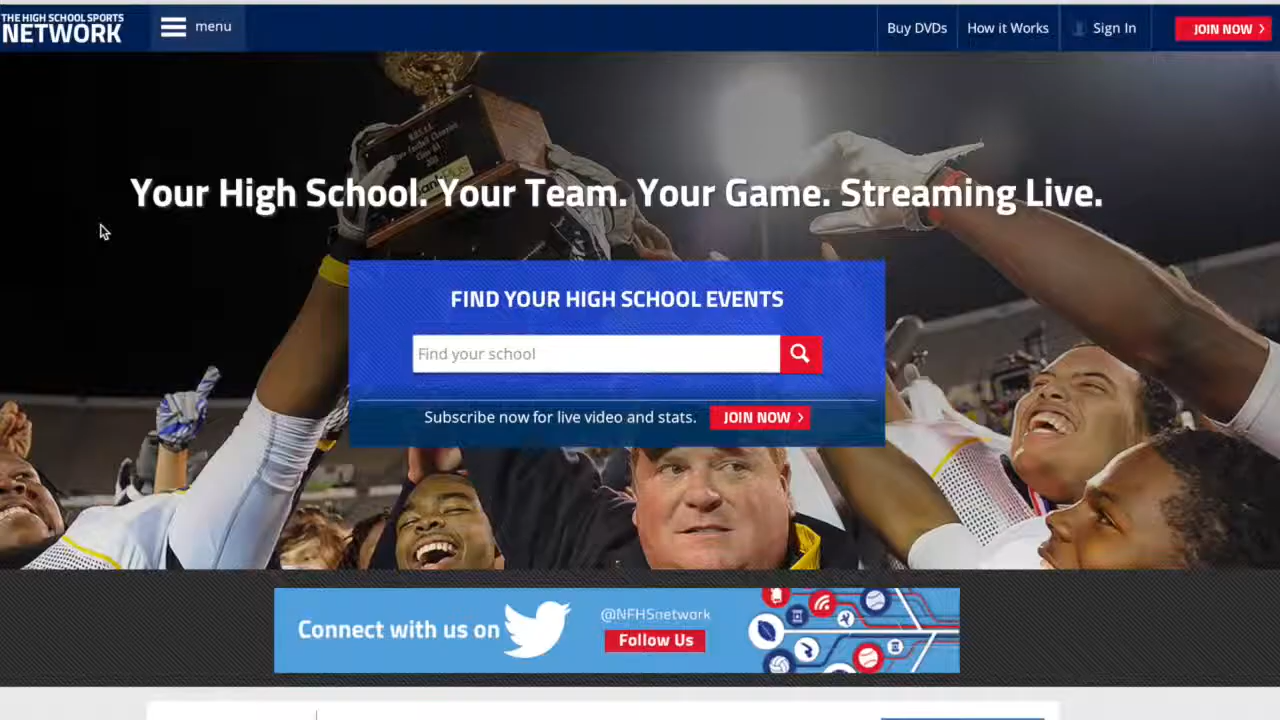 THE HIGH SCHOOL SPORTS
NETWORK
menu
Buy DVDs
How it Works
Sign In
JOIN NOW
Your High School. Your Team. Your Game. Streaming Live.
FIND YOUR HIGH SCHOOL EVENTS
Find your school
Subscribe now for live video and stats.
JOIN NOW
Connect with us on
@NFHSnetwork
Follow Us